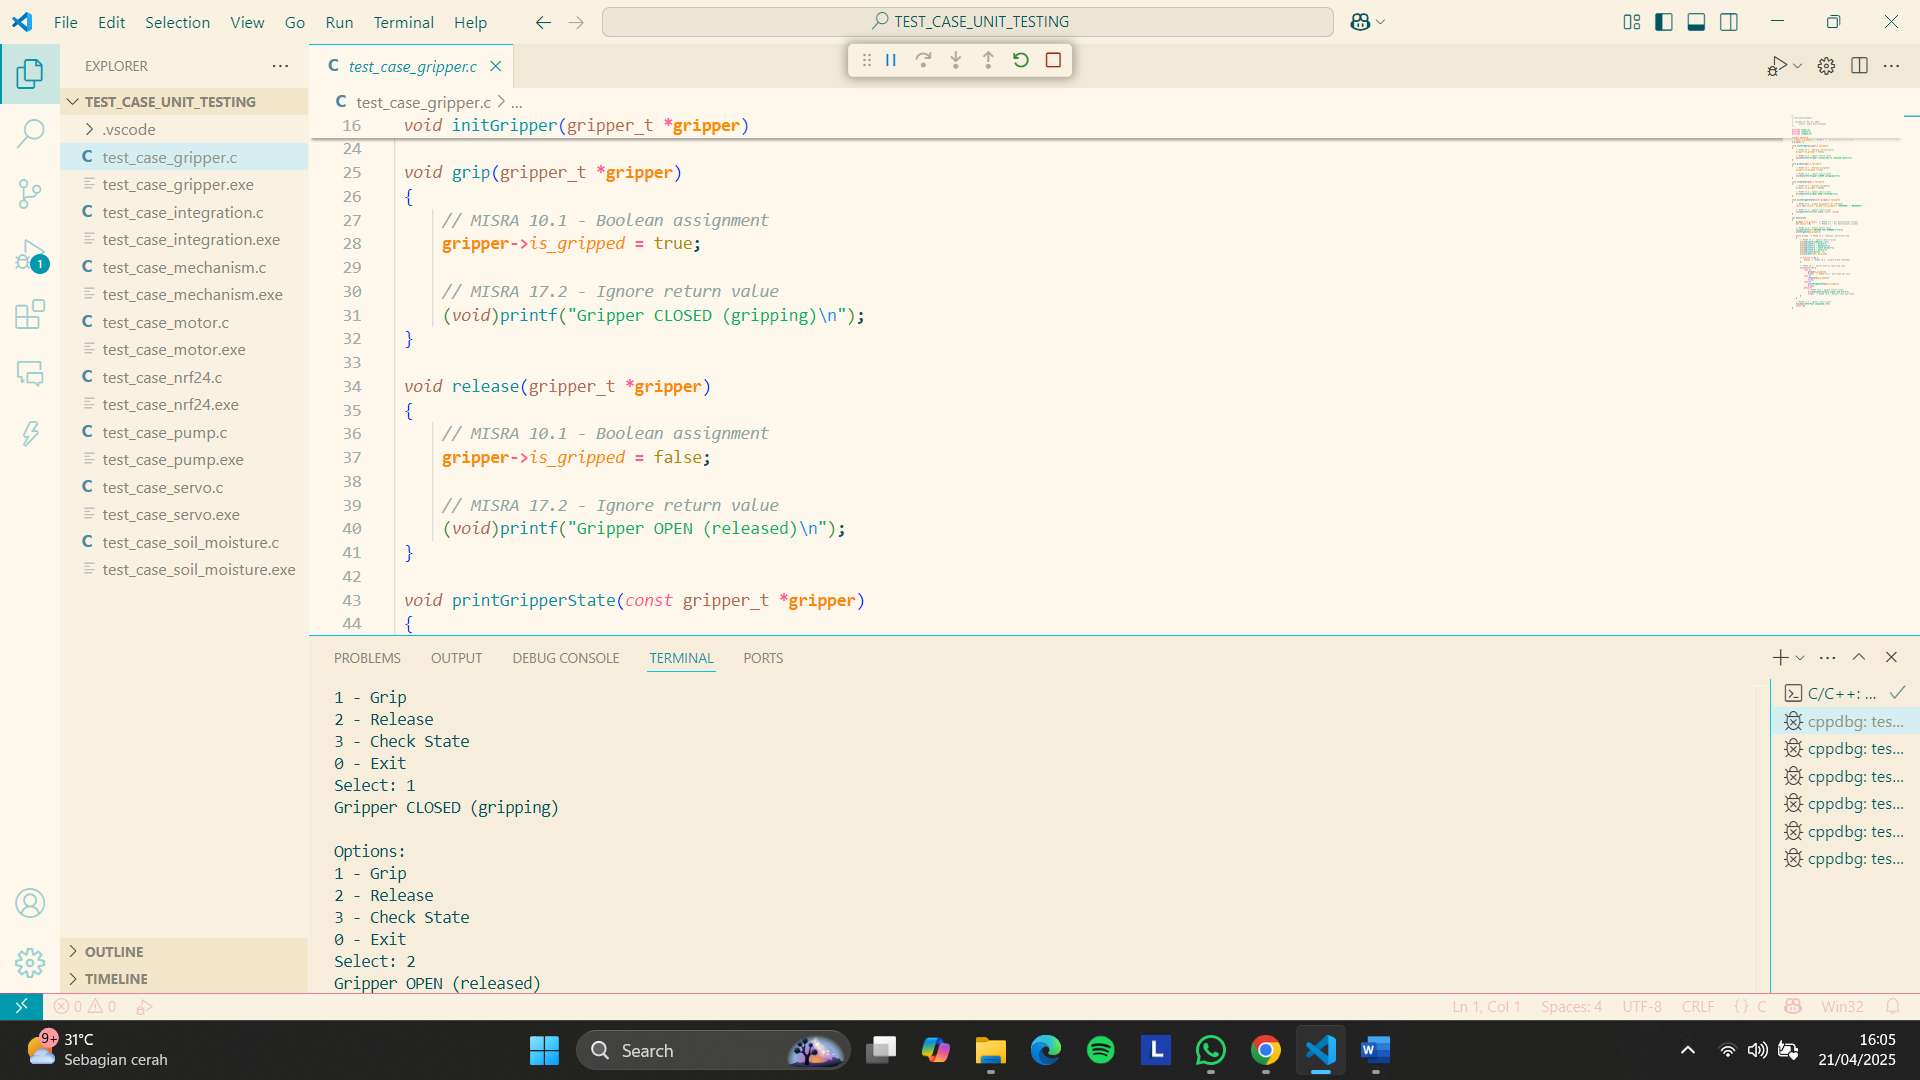 File Edit Selection View Go Run Terminal Help
TEST_CASE_UNIT_TESTING
EXPLORER
TEST_CASE_UNIT_TESTING
.vscode
C test_case_gripper.c
test_case_gripper.exe
C test_case_integration.c
test_case_integration.exe
C test_case_mechanism.c
test_case_mechanism.exe
C test_case_motor.c
test_case_motor.exe
C test_case_nrf24.c
test_case_nrf24.exe
C test_case_pump.c
test_case_pump.exe
C test_case_servo.c
test_case_servo.exe
C test_case_soil_moisture.c
test_case_soil_moisture.exe
OUTLINE
TIMELINE
1
C test_case_gripper.c
C test_case_gripper.c > ...
16 void initGripper(gripper_t *gripper)
24
25 void grip(gripper_t *gripper)
26 {
27 // MISRA 10.1 - Boolean assignment
28 gripper->is_gripped = true;
29
30 // MISRA 17.2 - Ignore return value
31 (void)printf("Gripper CLOSED (gripping)\n");
32 }
33
34 void release(gripper_t *gripper)
35 {
36 // MISRA 10.1 - Boolean assignment
37 gripper->is_gripped = false;
38
39 // MISRA 17.2 - Ignore return value
40 (void)printf("Gripper OPEN (released)\n");
41 }
42
43 void printGripperState(const gripper_t *gripper)
44 {
PROBLEMS OUTPUT DEBUG CONSOLE TERMINAL PORTS
1 - Grip
2 - Release
3 - Check State
0 - Exit
Select: 1
Gripper CLOSED (gripping)
Options:
1 - Grip
2 - Release
3 - Check State
0 - Exit
Select: 2
Gripper OPEN (released)
C/C++: ...
cppdbg: tes...
cppdbg: tes...
cppdbg: tes...
cppdbg: tes...
cppdbg: tes...
cppdbg: tes...
0 0
Ln 1, Col 1 Spaces: 4 UTF-8 CRLF {} C Win32
9+ 31°C
Sebagian cerah
Search
L
W
16:05
21/04/2025